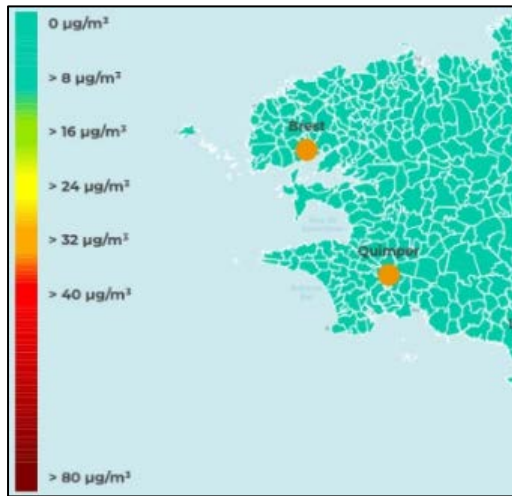 0 µg/m³
> 8 µg/m³
> 16 µg/m³
> 24 µg/m³
> 32 µg/m³
> 40 µg/m³
> 80 µg/m³
Brest
Quimper